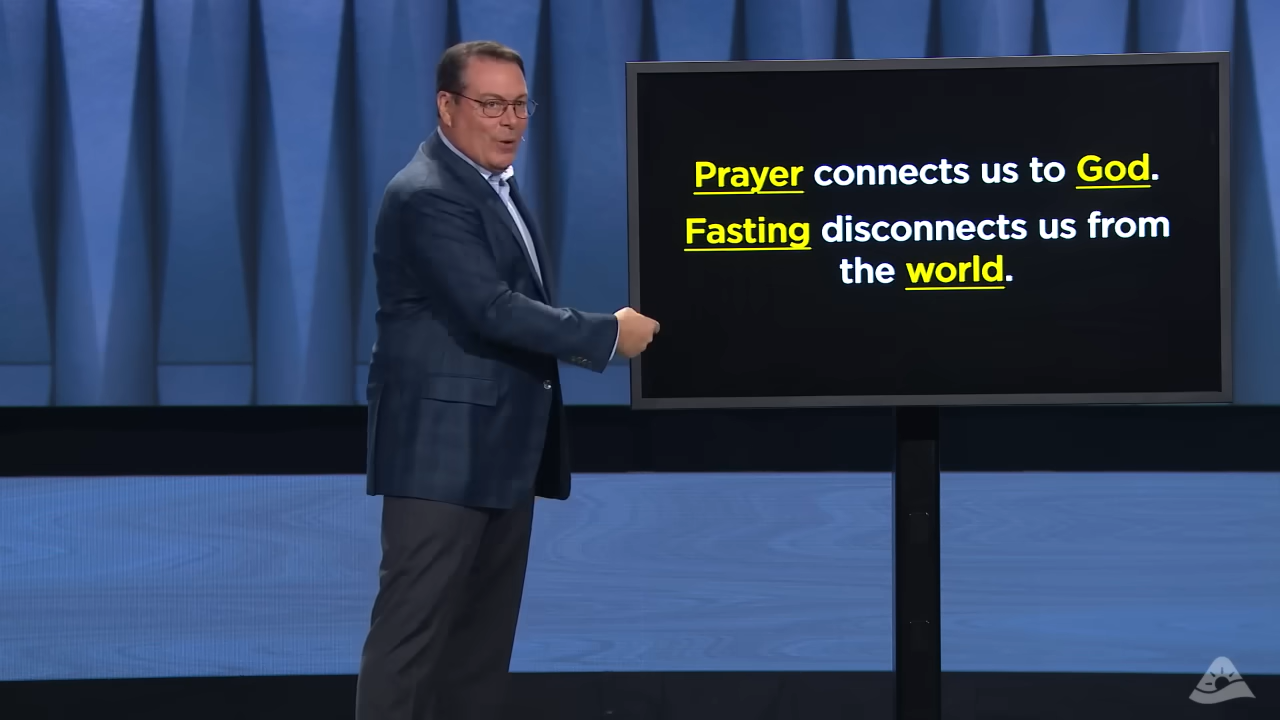 Prayer connects us to God.
Fasting disconnects us from
the world.